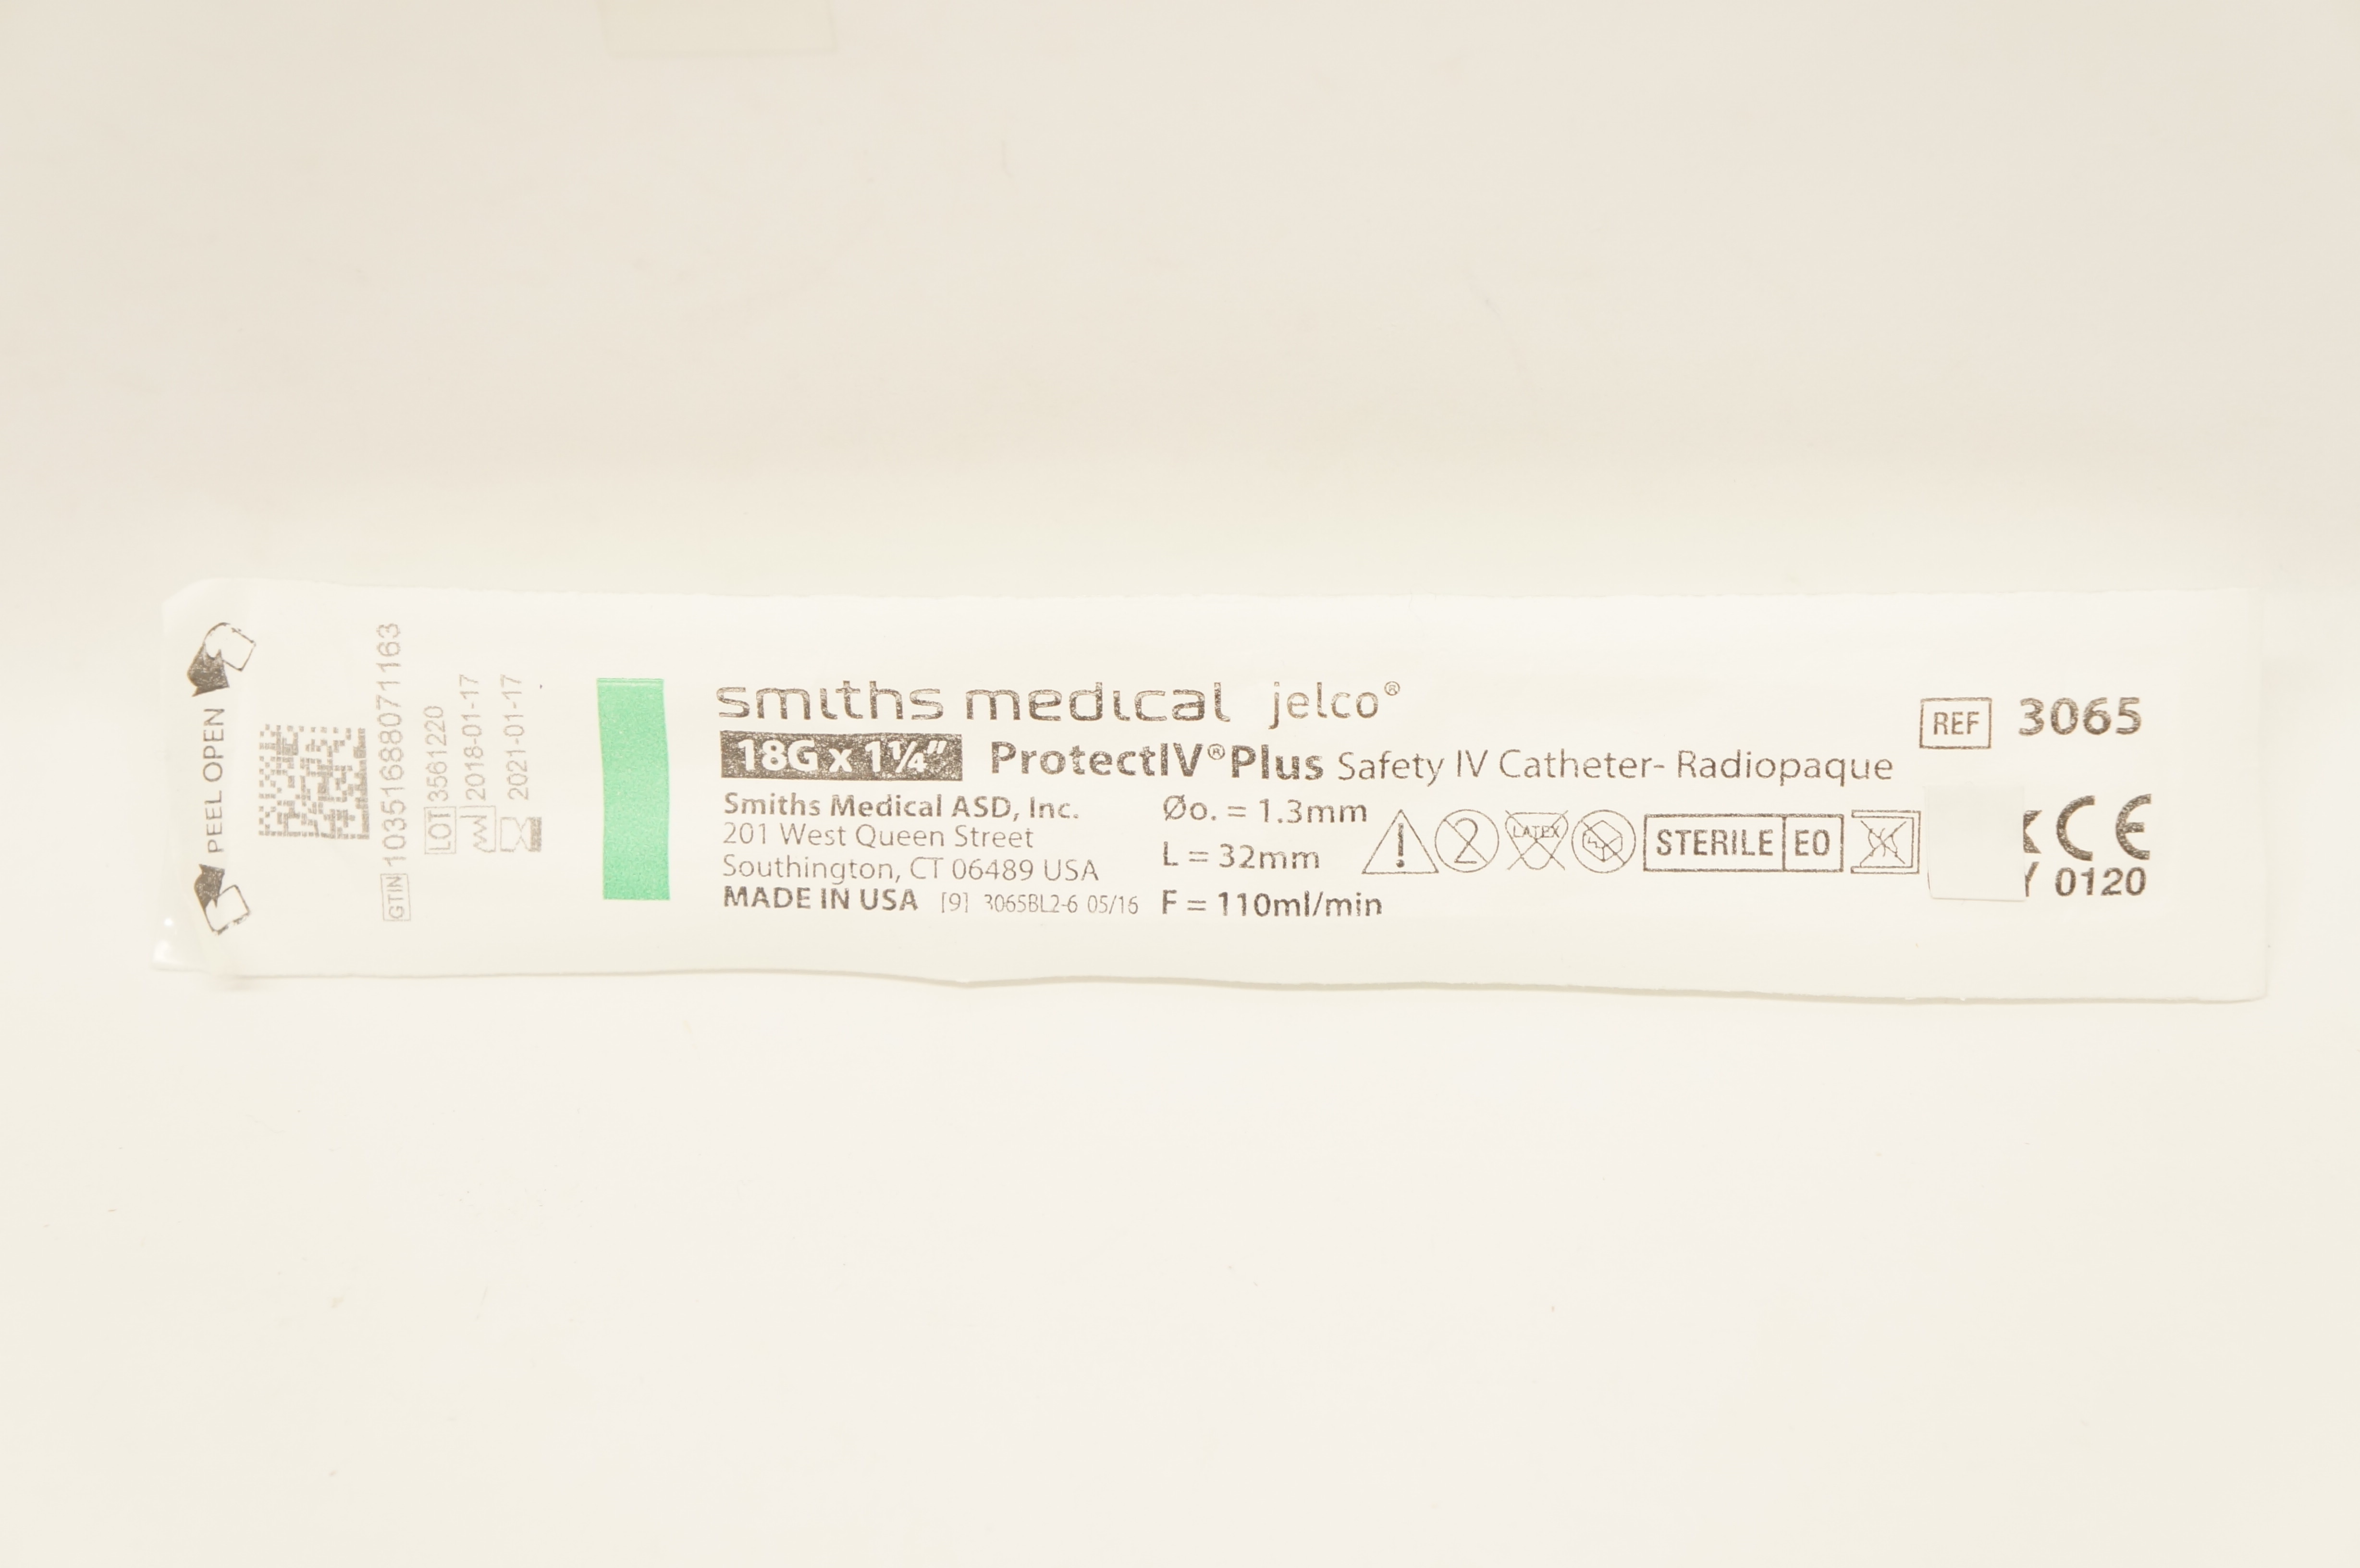 PEEL OPEN
GTIN 10351688071163
LOT 3561220
2018-01-17
2021-01-17
smiths medical jelco®
18G x 1¼" ProtectIV® Plus Safety IV Catheter- Radiopaque
REF 3065
Smiths Medical ASD, Inc.
201 West Queen Street
Southington, CT 06489 USA
MADE IN USA [9] 3065BL2-6 05/16
Øo. = 1.3mm
L = 32mm
F = 110ml/min
2
LATEX
STERILE EO
CE
0120